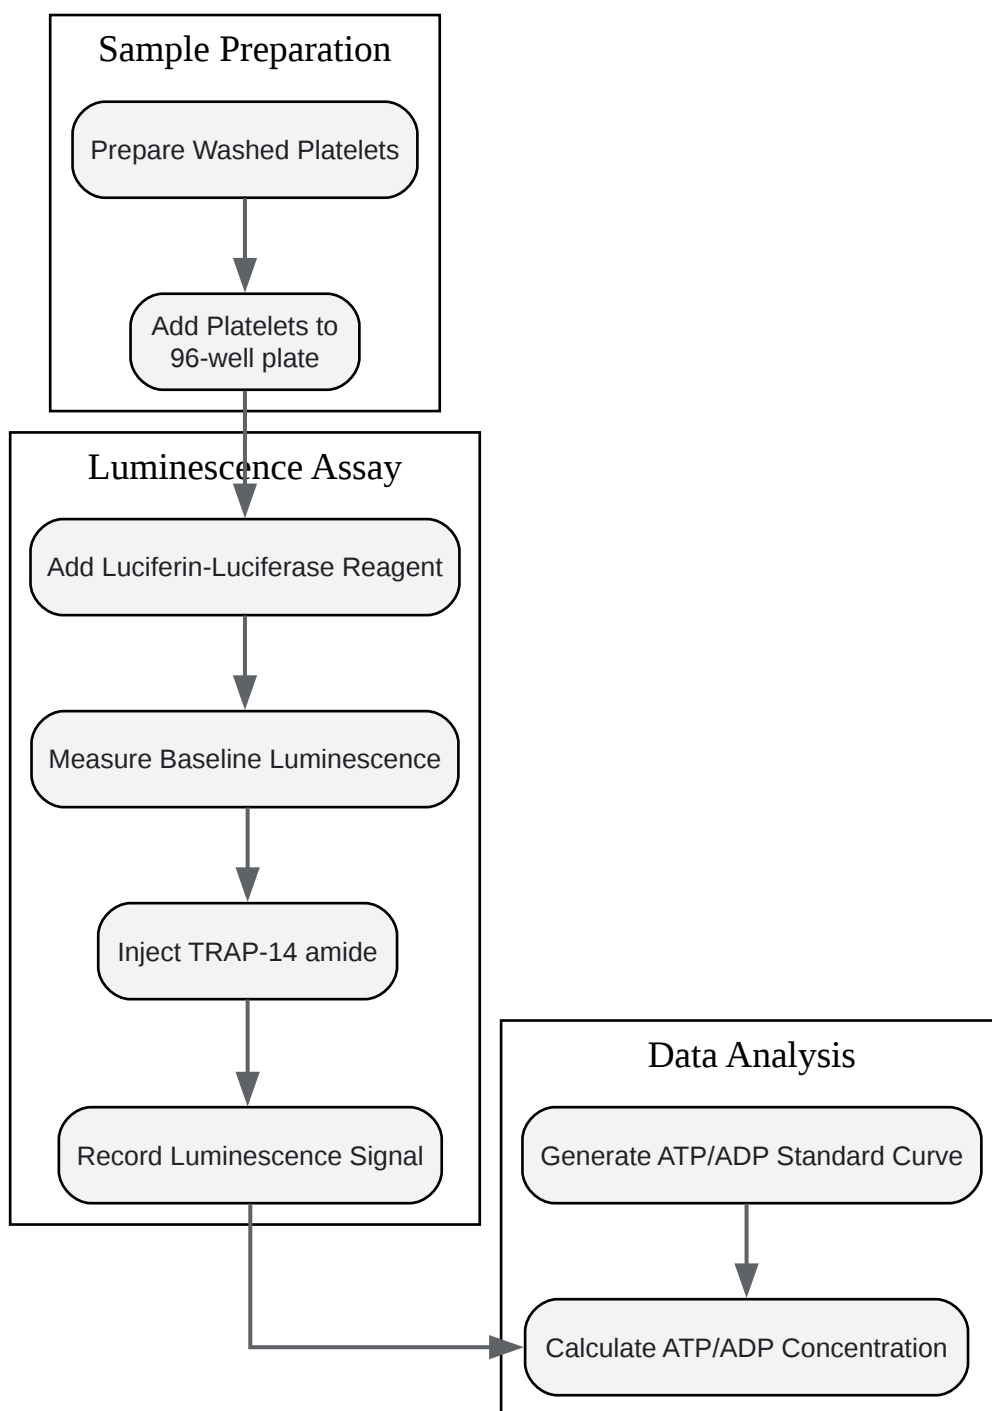 Sample Preparation
Prepare Washed Platelets
Add Platelets to
96-well plate
Luminescence Assay
Add Luciferin-Luciferase Reagent
Measure Baseline Luminescence
Inject TRAP-14 amide
Record Luminescence Signal
Data Analysis
Generate ATP/ADP Standard Curve
Calculate ATP/ADP Concentration